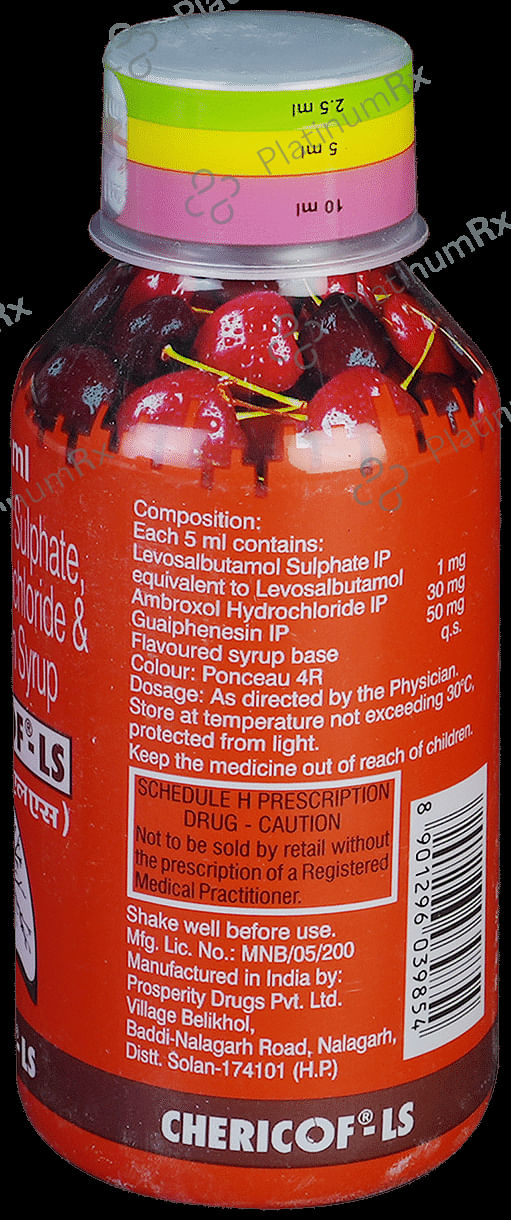 2.5 ml
5 ml
10 ml
PlatinumRx
PlatinumRx
PlatinumRx
ml
Sulphate,
chloride &
Syrup
F®-LS
एलएस)
Composition:
Each 5 ml contains:
Levosalbutamol Sulphate IP
equivalent to Levosalbutamol 1 mg
Ambroxol Hydrochloride IP 30 mg
Guaiphenesin IP 50 mg
Flavoured syrup base q.s.
Colour: Ponceau 4R
Dosage: As directed by the Physician.
Store at temperature not exceeding 30°C,
protected from light.
Keep the medicine out of reach of children.
SCHEDULE H PRESCRIPTION
DRUG - CAUTION
Not to be sold by retail without
the prescription of a Registered
Medical Practitioner.
Shake well before use.
Mfg. Lic. No.: MNB/05/200
Manufactured in India by:
Prosperity Drugs Pvt. Ltd.
Village Belikhol,
Baddi-Nalagarh Road, Nalagarh,
Distt. Solan-174101 (H.P.)
8 901296 039854
-LS
CHERICOF®-LS